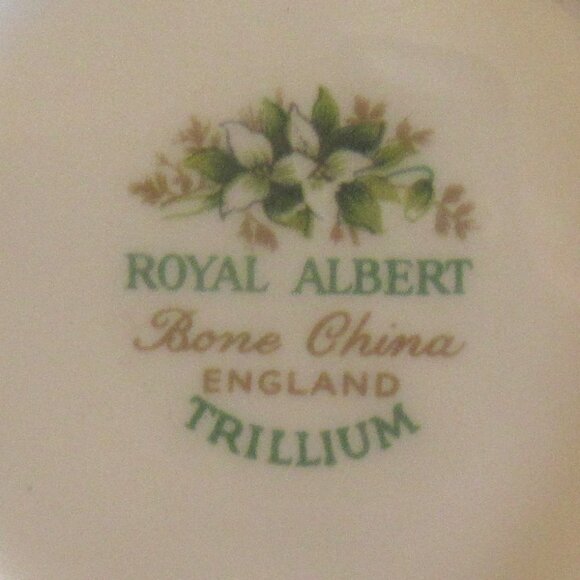 ROYAL ALBERT
Bone China
ENGLAND
TRILLIUM